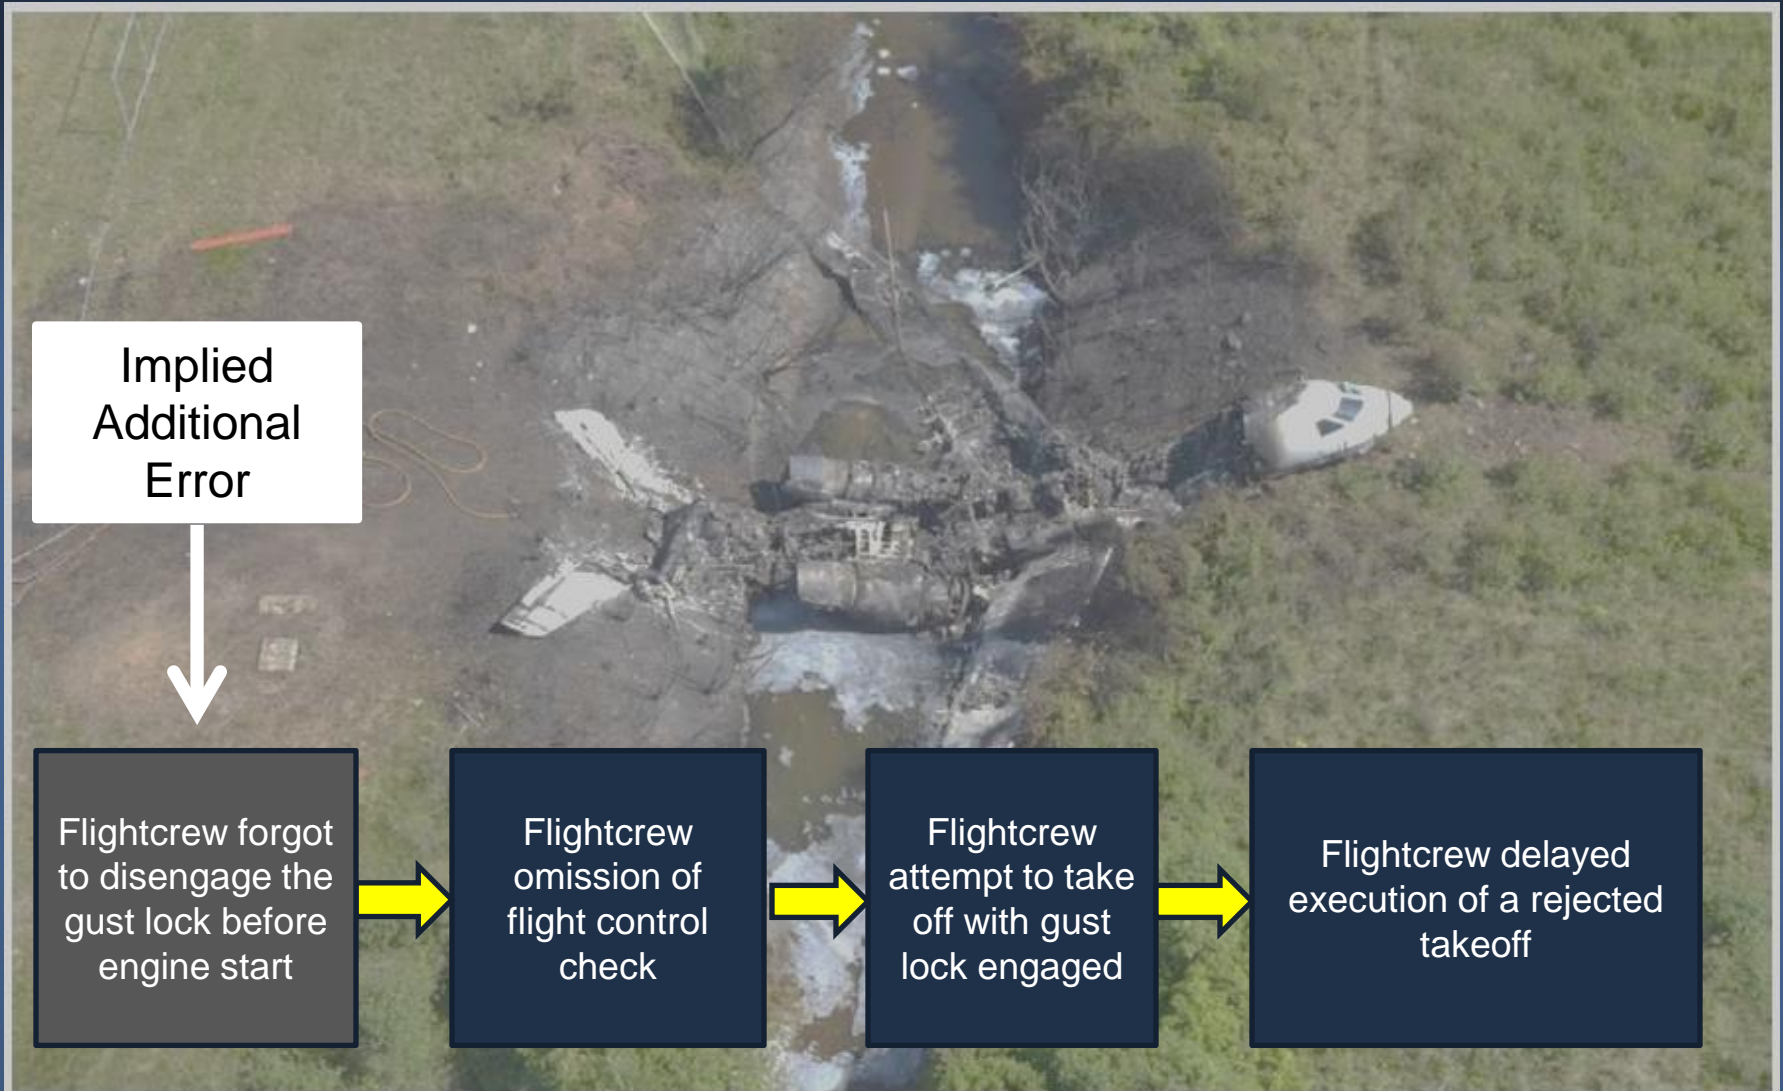 Implied
Additional
Error
Flightcrew forgot
to disengage the
gust lock before
engine start
Flightcrew
omission of
flight control
check
Flightcrew
attempt to take
off with gust
lock engaged
Flightcrew delayed
execution of a rejected
takeoff